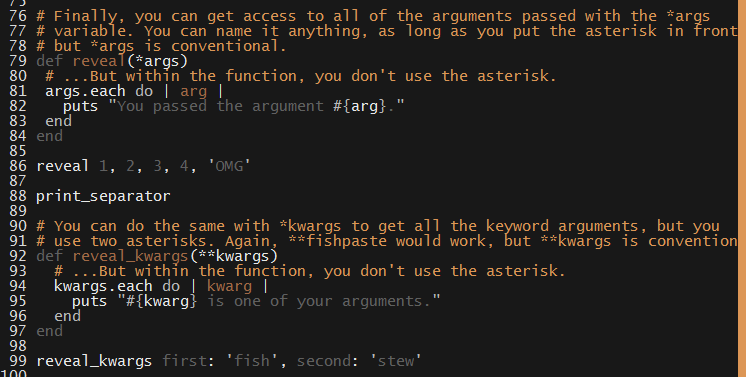 75
76 # Finally, you can get access to all of the arguments passed with the *args
77 # variable. You can name it anything, as long as you put the asterisk in front
78 # but *args is conventional.
79 def reveal(*args)
80  # ...But within the function, you don't use the asterisk.
81  args.each do | arg |
82    puts "You passed the argument #{arg}."
83  end
84 end
85
86 reveal 1, 2, 3, 4, 'OMG'
87
88 print_separator
89
90 # You can do the same with *kwargs to get all the keyword arguments, but you
91 # use two asterisks. Again, **fishpaste would work, but **kwargs is convention
92 def reveal_kwargs(**kwargs)
93   # ...But within the function, you don't use the asterisk.
94   kwargs.each do | kwarg |
95     puts "#{kwarg} is one of your arguments."
96   end
97 end
98
99 reveal_kwargs first: 'fish', second: 'stew'
100